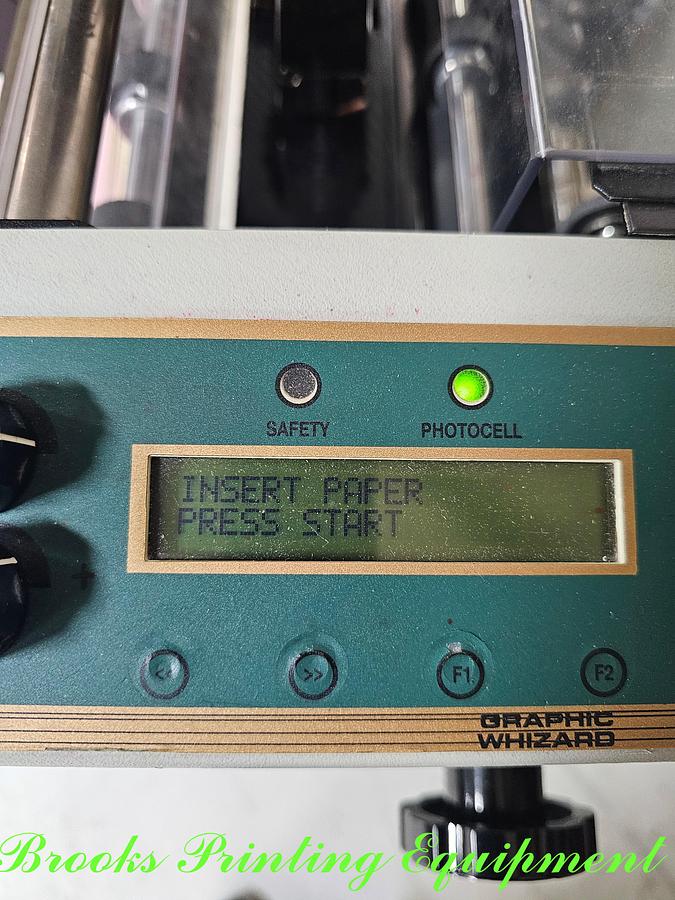 SAFETY PHOTOCELL
INSERT PAPER
PRESS START
<< >> F1 F2
GRAPHIC
WHIZARD
+
Brooks Printing Equipment